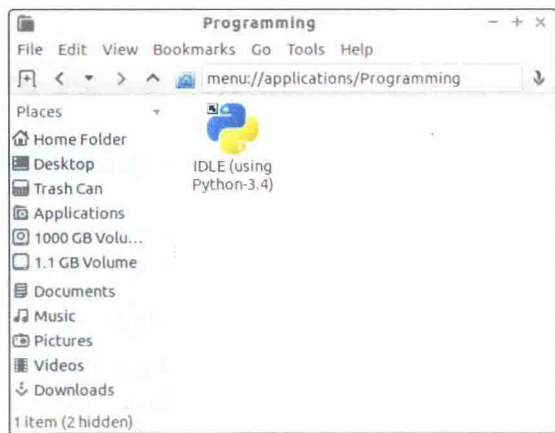 Programming
File Edit View Bookmarks Go Tools Help
menu://applications/Programming
Places
Home Folder
Desktop
Trash Can
Applications
1000 GB Volu...
1.1 GB Volume
Documents
Music
Pictures
Videos
Downloads
IDLE (using
Python-3.4)
1 item (2 hidden)